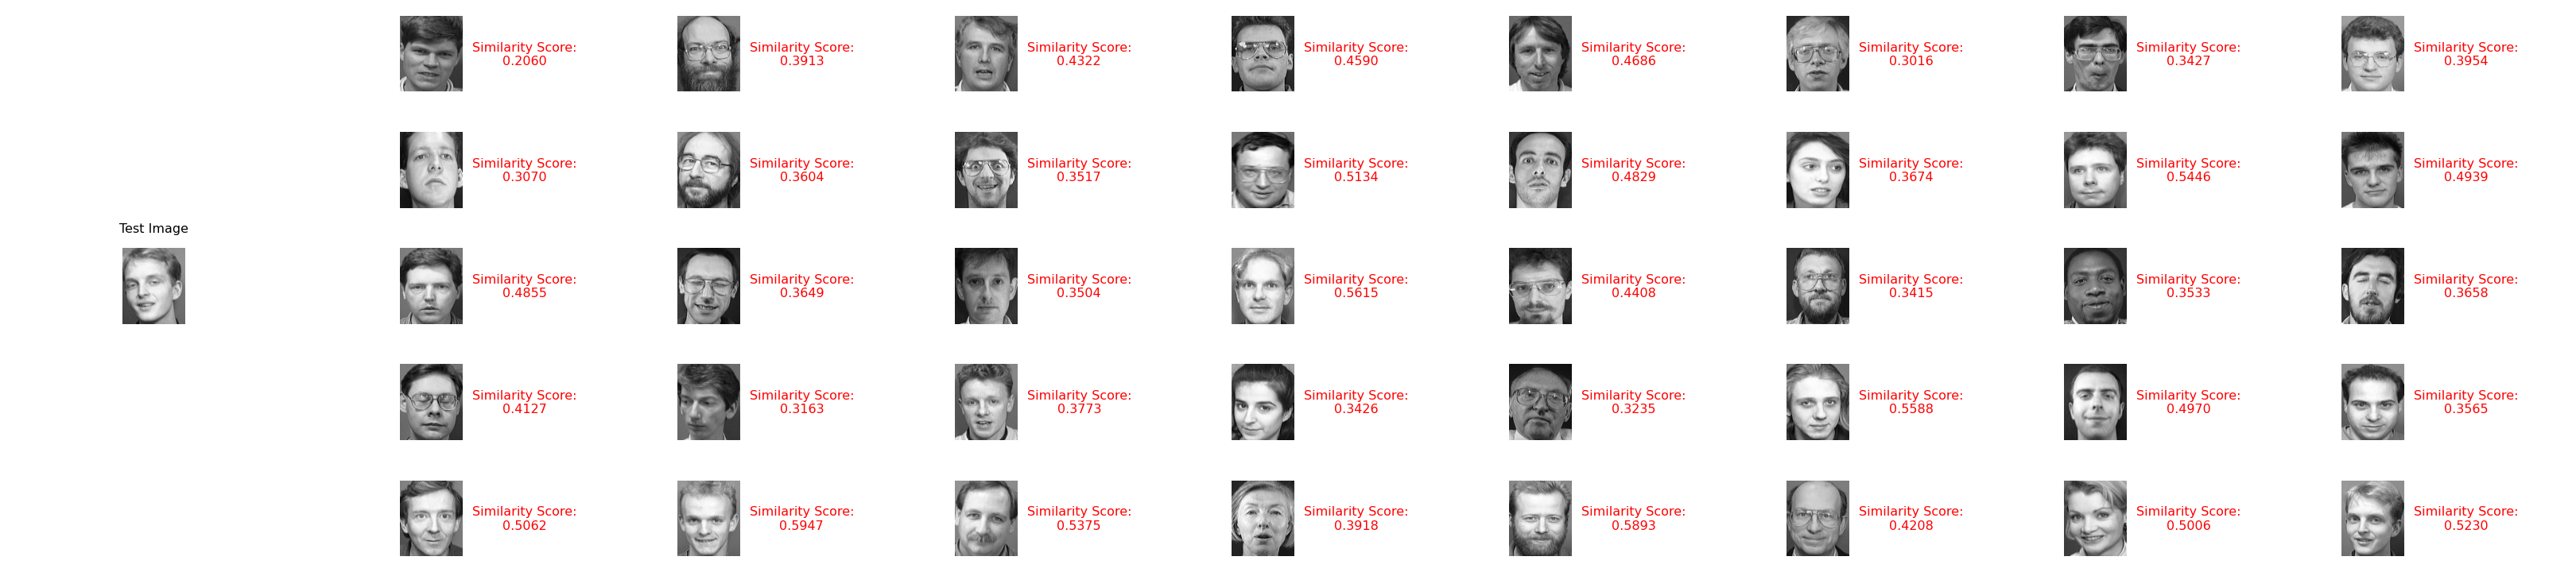 Similarity Score:
0.2060
Similarity Score:
0.3913
Similarity Score:
0.4322
Similarity Score:
0.4590
Similarity Score:
0.4686
Similarity Score:
0.3016
Similarity Score:
0.3427
Similarity Score:
0.3954
Similarity Score:
0.3070
Similarity Score:
0.3604
Similarity Score:
0.3517
Similarity Score:
0.5134
Similarity Score:
0.4829
Similarity Score:
0.3674
Similarity Score:
0.5446
Similarity Score:
0.4939
Test Image
Similarity Score:
0.4855
Similarity Score:
0.3649
Similarity Score:
0.3504
Similarity Score:
0.5615
Similarity Score:
0.4408
Similarity Score:
0.3415
Similarity Score:
0.3533
Similarity Score:
0.3658
Similarity Score:
0.4127
Similarity Score:
0.3163
Similarity Score:
0.3773
Similarity Score:
0.3426
Similarity Score:
0.3235
Similarity Score:
0.5588
Similarity Score:
0.4970
Similarity Score:
0.3565
Similarity Score:
0.5062
Similarity Score:
0.5947
Similarity Score:
0.5375
Similarity Score:
0.3918
Similarity Score:
0.5893
Similarity Score:
0.4208
Similarity Score:
0.5006
Similarity Score:
0.5230